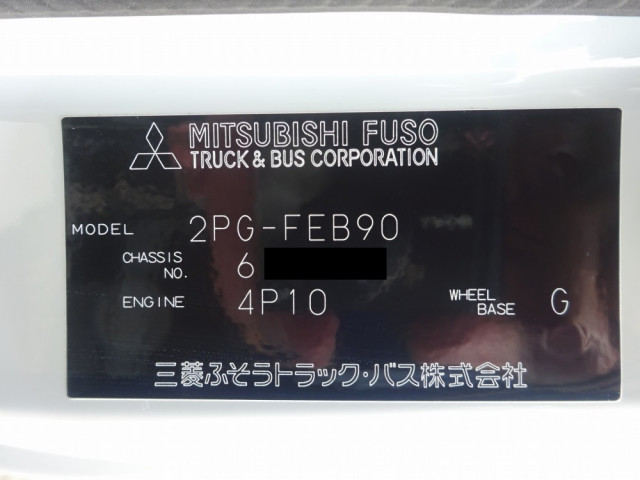 MITSUBISHI FUSO
TRUCK & BUS CORPORATION
MODEL 2PG-FEB90
CHASSIS NO. 6
ENGINE 4P10 WHEEL BASE G
三菱ふそうトラック・バス株式会社